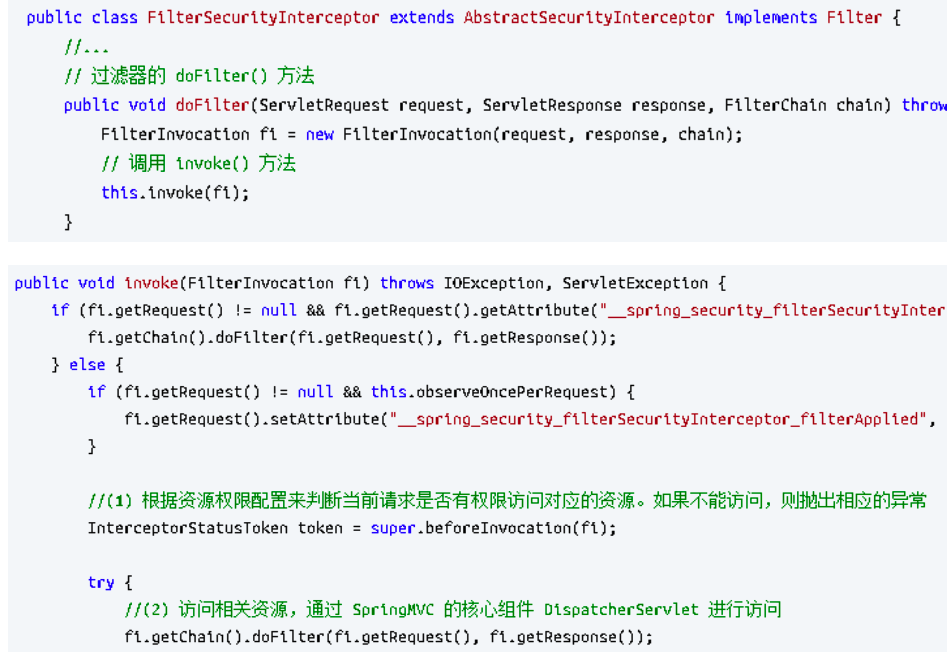 public class FilterSecurityInterceptor extends AbstractSecurityInterceptor implements Filter {
//...
// 过滤器的 doFilter() 方法
public void doFilter(ServletRequest request, ServletResponse response, FilterChain chain) throw
FilterInvocation fi = new FilterInvocation(request, response, chain);
// 调用 invoke() 方法
this.invoke(fi);
}
public void invoke(FilterInvocation fi) throws IOException, ServletException {
if (fi.getRequest() != null && fi.getRequest().getAttribute("__spring_security_filterSecurityInter
fi.getChain().doFilter(fi.getRequest(), fi.getResponse());
} else {
if (fi.getRequest() != null && this.observeOncePerRequest) {
fi.getRequest().setAttribute("__spring_security_filterSecurityInterceptor_filterApplied",
}
//(1) 根据资源权限配置来判断当前请求是否有权限访问对应的资源。如果不能访问，则抛出相应的异常
InterceptorStatusToken token = super.beforeInvocation(fi);
try {
//(2) 访问相关资源，通过 SpringMVC 的核心组件 DispatcherServlet 进行访问
fi.getChain().doFilter(fi.getRequest(), fi.getResponse());